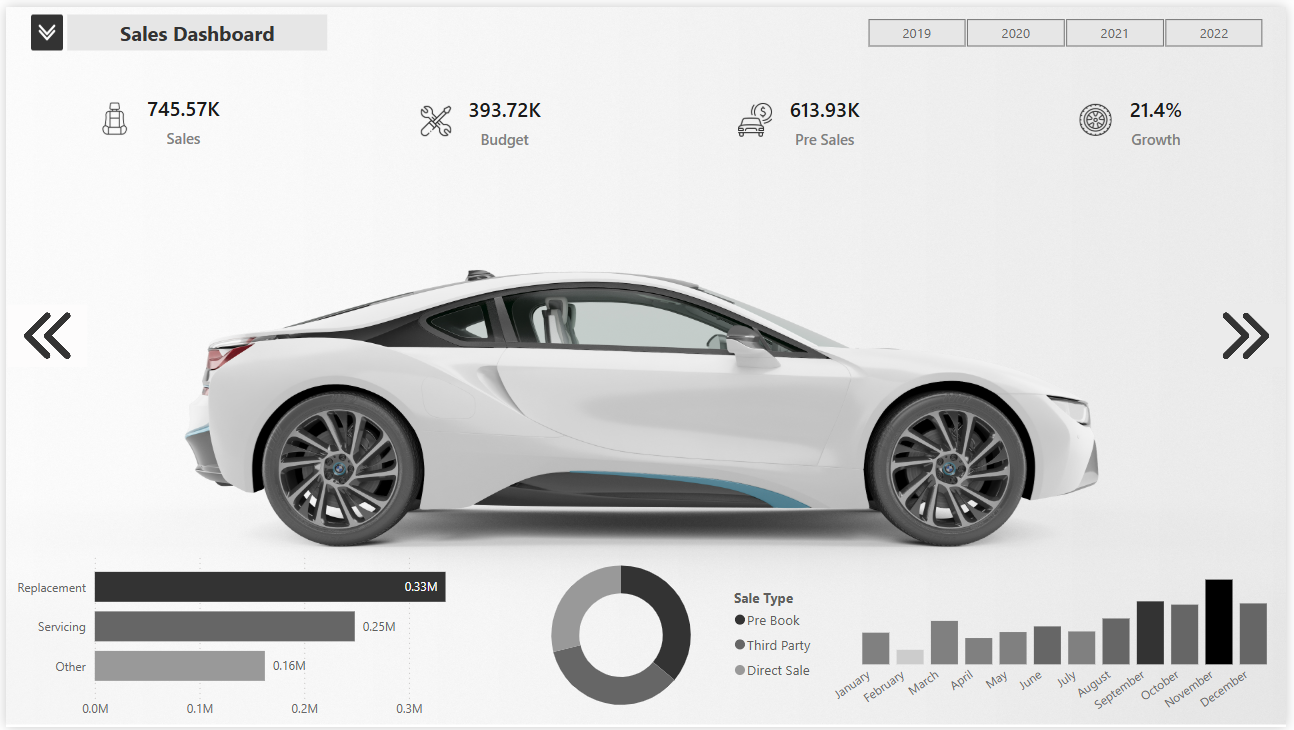 Sales Dashboard
2019
2020
2021
2022
745.57K
Sales
393.72K
Budget
613.93K
Pre Sales
21.4%
Growth
Replacement
0.33M
Servicing
0.25M
Other
0.16M
0.0M
0.1M
0.2M
0.3M
Sale Type
Pre Book
Third Party
Direct Sale
January
February
March
April
May
June
July
August
September
October
November
December